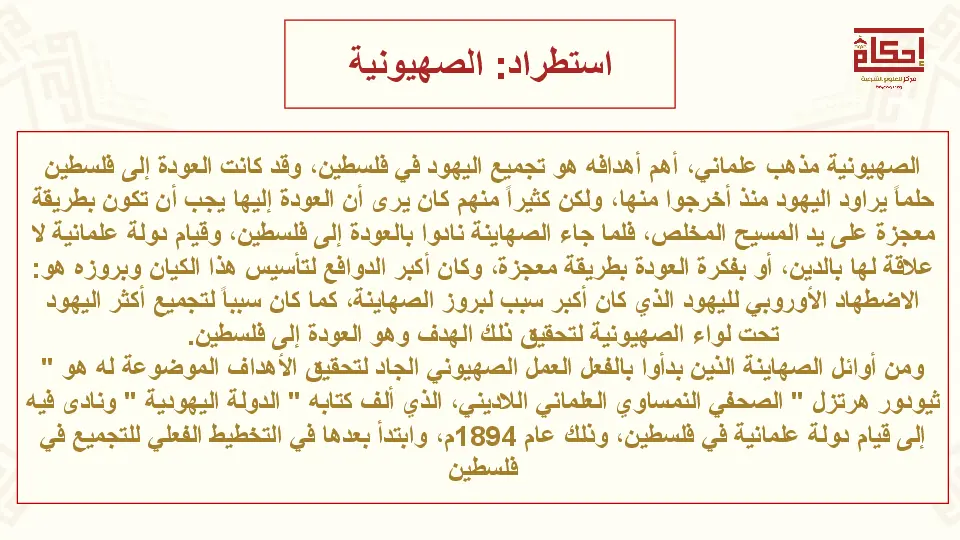 استطراد: الصهيونية
إحكام
مركز للعلوم الشرعية
الصهيونية مذهب علماني، أهم أهدافه هو تجميع اليهود في فلسطين، وقد كانت العودة إلى فلسطين
حلماً يراود اليهود منذ أخرجوا منها، ولكن كثيراً منهم كان يرى أن العودة إليها يجب أن تكون بطريقة
معجزة على يد المسيح المخلص، فلما جاء الصهاينة نادوا بالعودة إلى فلسطين، وقيام دولة علمانية لا
علاقة لها بالدين، أو بفكرة العودة بطريقة معجزة، وكان أكبر الدوافع لتأسيس هذا الكيان وبروزه هو:
الاضطهاد الأوروبي لليهود الذي كان أكبر سبب لبروز الصهاينة، كما كان سبباً لتجميع أكثر اليهود
تحت لواء الصهيونية لتحقيق ذلك الهدف وهو العودة إلى فلسطين.
ومن أوائل الصهاينة الذين بدأوا بالفعل العمل الصهيوني الجاد لتحقيق الأهداف الموضوعة له هو "
ثيودور هرتزل " الصحفي النمساوي العلماني اللاديني، الذي ألف كتابه " الدولة اليهودية " ونادى فيه
إلى قيام دولة علمانية في فلسطين، وذلك عام 1894م، وابتدأ بعدها في التخطيط الفعلي للتجميع في
فلسطين